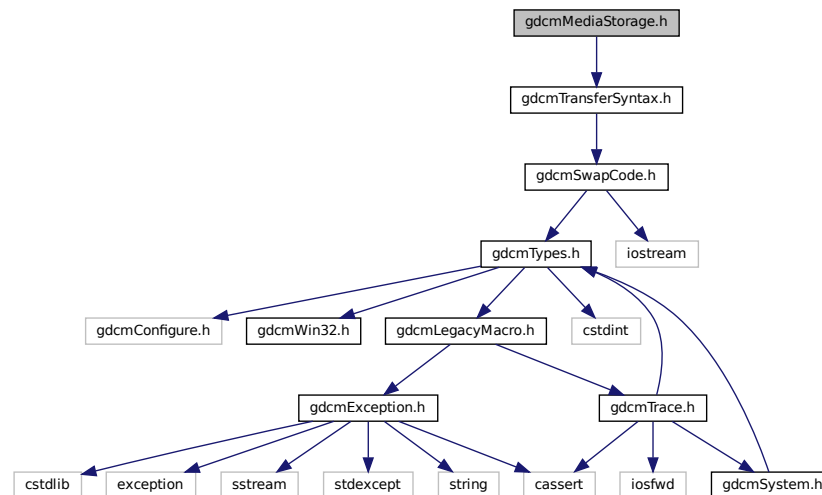 gdcmMediaStorage.h
gdcmTransferSyntax.h
gdcmSwapCode.h
gdcmTypes.h
iostream
gdcmConfigure.h
gdcmWin32.h
gdcmLegacyMacro.h
cstdint
gdcmException.h
gdcmTrace.h
cstdlib
exception
sstream
stdexcept
string
cassert
iosfwd
gdcmSystem.h